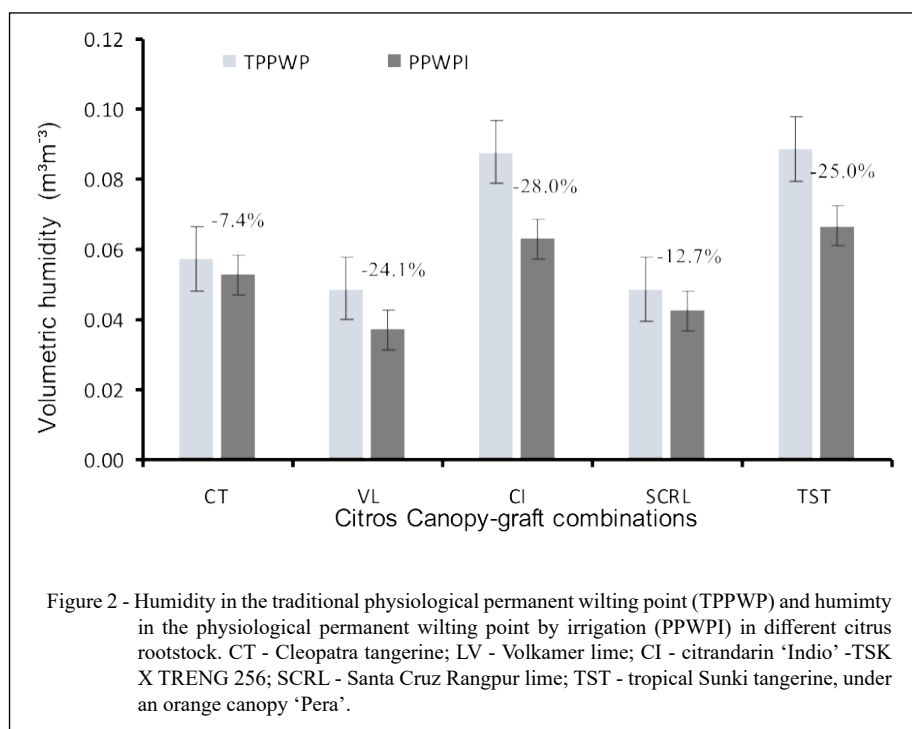 0.12
0.10
0.08
0.06
0.04
0.02
0.00
Volumetric humidity (m³m⁻³)
TPPWP
PPWPI
-7.4%
-24.1%
-28.0%
-12.7%
-25.0%
CT VL CI SCRL TST
Citros Canopy-graft combinations
Figure 2 - Humidity in the traditional physiological permanent wilting point (TPPWP) and humimty
in the physiological permanent wilting point by irrigation (PPWPI) in different citrus
rootstock. CT - Cleopatra tangerine; LV - Volkamer lime; CI - citrandarin ‘Indio’ -TSK
X TRENG 256; SCRL - Santa Cruz Rangpur lime; TST - tropical Sunki tangerine, under
an orange canopy ‘Pera’.